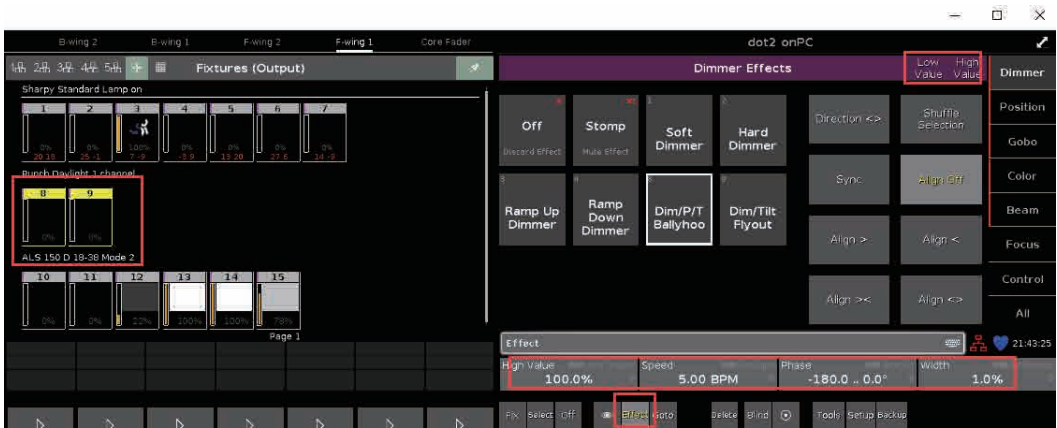 B-wing 2 B-wing 1 F-wing 2 F-wing 1 Core Fader
Fixtures (Output)
Sharpy Standard Lamp on
1 2 3 4 5 6 7
0% 0% 100% 0% 0% 0% 0%
Punch Daylight 1 channel
8 9
0% 0%
ALS 150 D 18-38 Mode 2
10 11 12 13 14 15
0% 0% 22% 100% 100% 78%
Page 1
dot2 onPC
Dimmer Effects
Low Value High Value
Off
Discard Effect
Stomp
Mute Effect
1
Soft Dimmer
2
Hard Dimmer
3
Ramp Up Dimmer
Ramp Down Dimmer
Dim/P/T Ballyhoo
Dim/Tilt Flyout
Direction <>
Shuffle Selection
Sync
Align Off
Align >
Align <
Align ><
Align <>
Dimmer
Position
Gobo
Color
Beam
Focus
Control
All
Effect
21:43:25
High Value
100.0%
Speed
5.00 BPM
Phase
-180.0 .. 0.0°
Width
1.0%
Fix Select Off Effect Goto Delete Blind Tools Setup Backup